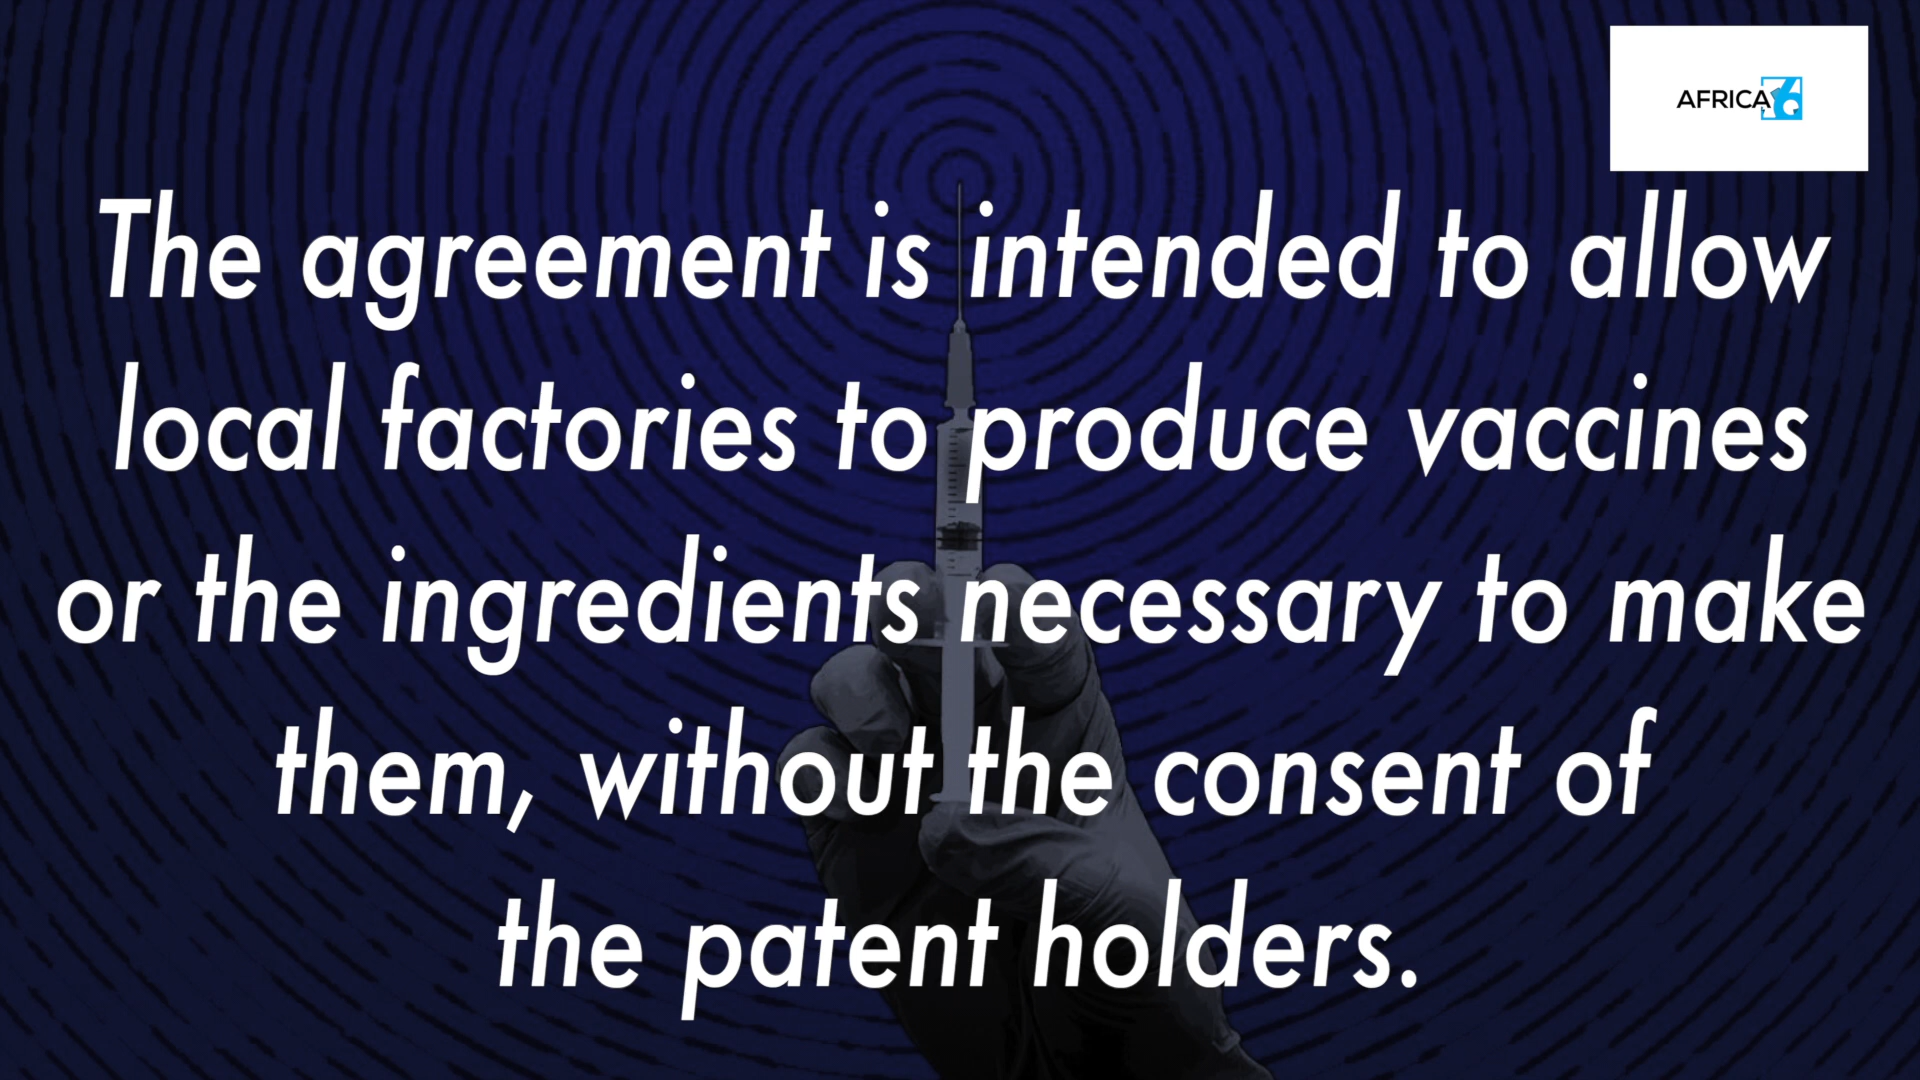 AFRICA 76
The agreement is intended to allow
local factories to produce vaccines
or the ingredients necessary to make
them, without the consent of
the patent holders.